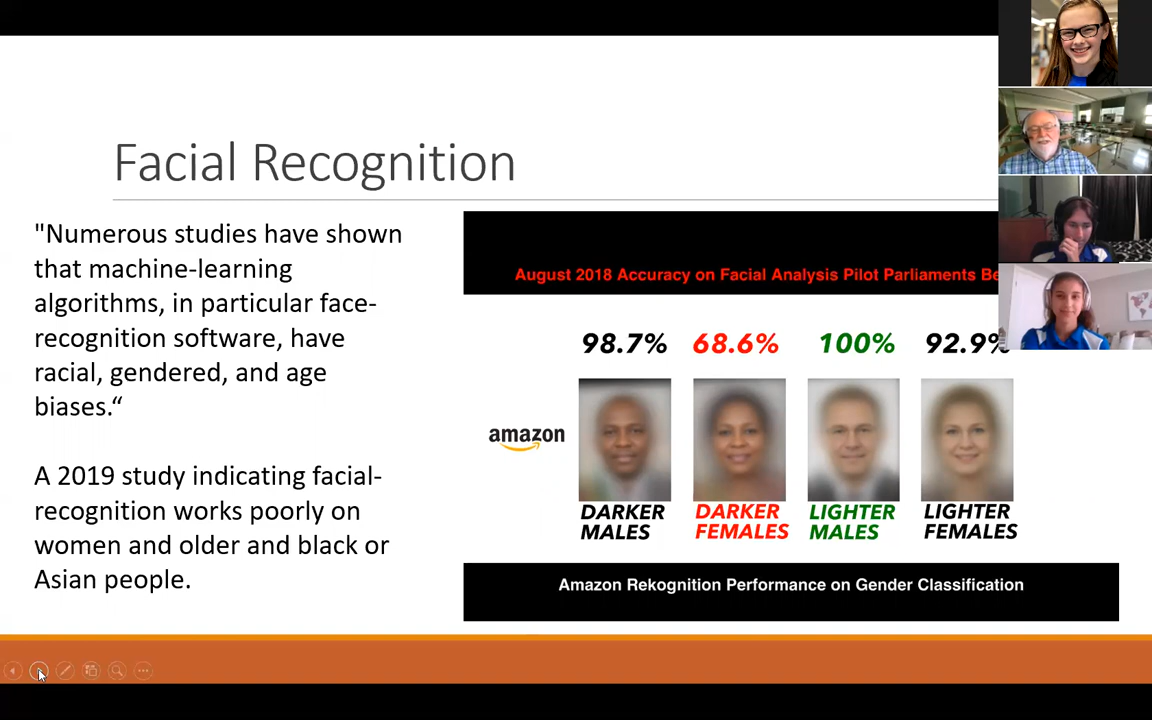 Facial Recognition
"Numerous studies have shown
that machine-learning
algorithms, in particular face-
recognition software, have
racial, gendered, and age
biases.“
A 2019 study indicating facial-
recognition works poorly on
women and older and black or
Asian people.
August 2018 Accuracy on Facial Analysis Pilot Parliaments
98.7% 68.6% 100% 92.9%
amazon
DARKER MALES
DARKER FEMALES
LIGHTER MALES
LIGHTER FEMALES
Amazon Rekognition Performance on Gender Classification